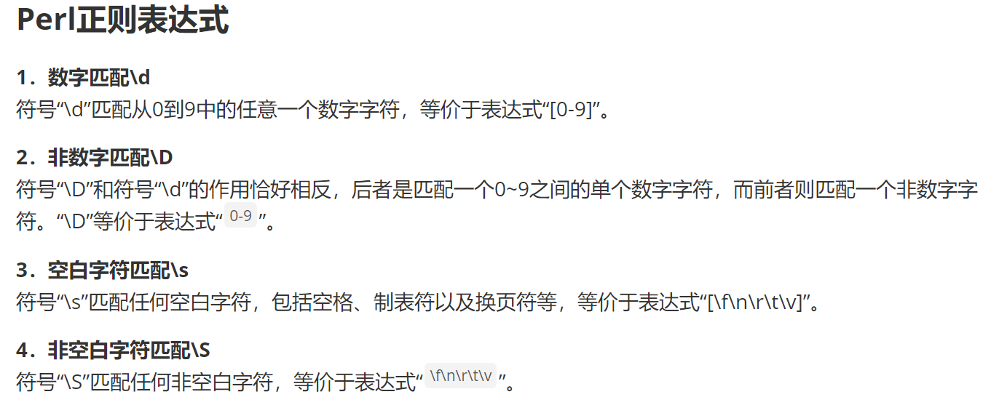 Perl正则表达式
1．数字匹配\d
符号“\d”匹配从0到9中的任意一个数字字符，等价于表达式“[0-9]”。
2．非数字匹配\D
符号“\D”和符号“\d”的作用恰好相反，后者是匹配一个0~9之间的单个数字字符，而前者则匹配一个非数字字
符。“\D”等价于表达式“0-9”。
3．空白字符匹配\s
符号“\s”匹配任何空白字符，包括空格、制表符以及换页符等，等价于表达式“[\f\n\r\t\v]”。
4．非空白字符匹配\S
符号“\S”匹配任何非空白字符，等价于表达式“\f\n\r\t\v”。